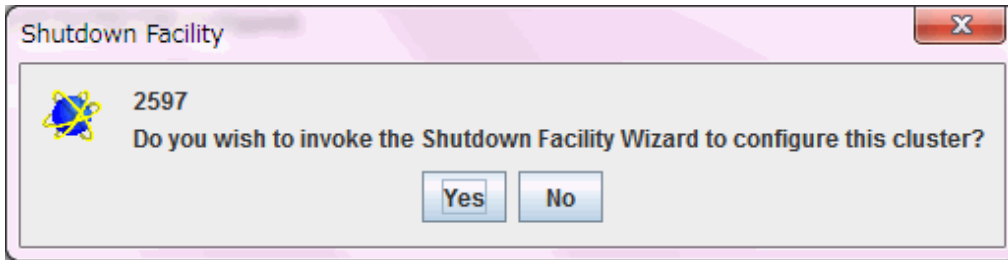 Shutdown Facility
2597
Do you wish to invoke the Shutdown Facility Wizard to configure this cluster?
Yes No